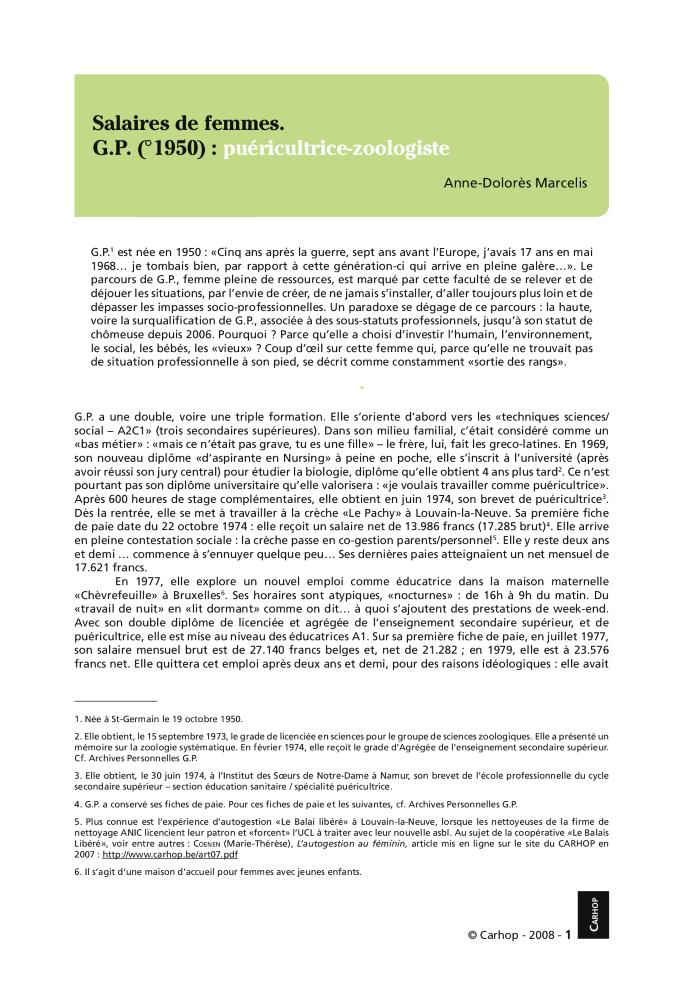 Salaires de femmes.
G.P. (°1950) : puéricultrice-zoologiste
Anne-Dolorès Marcelis
G.P.¹ est née en 1950 : «Cinq ans après la guerre, sept ans avant l'Europe, j'avais 17 ans en mai
1968… je tombais bien, par rapport à cette génération-ci qui arrive en pleine galère…». Le
parcours de G.P., femme pleine de ressources, est marqué par cette faculté de se relever et de
déjouer les situations, par l'envie de créer, de ne jamais s'installer, d'aller toujours plus loin et de
dépasser les impasses socio-professionnelles. Un paradoxe se dégage de ce parcours : la haute,
voire la surqualification de G.P., associée à des sous-statuts professionnels, jusqu'à son statut de
chômeuse depuis 2006. Pourquoi ? Parce qu'elle a choisi d'investir l'humain, l'environnement,
le social, les bébés, les «vieux» ? Coup d'œil sur cette femme qui, parce qu'elle ne trouvait pas
de situation professionnelle à son pied, se décrit comme constamment «sortie des rangs».
G.P. a une double, voire une triple formation. Elle s'oriente d'abord vers les «techniques sciences/
social – A2C1» (trois secondaires supérieures). Dans son milieu familial, c'était considéré comme un
«bas métier» : «mais ce n'était pas grave, tu es une fille» – le frère, lui, fait les greco-latines. En 1969,
son nouveau diplôme «d'aspirante en Nursing» à peine en poche, elle s'inscrit à l'université (après
avoir réussi son jury central) pour étudier la biologie, diplôme qu'elle obtient 4 ans plus tard². Ce n'est
pourtant pas son diplôme universitaire qu'elle valorisera : «je voulais travailler comme puéricultrice».
Après 600 heures de stage complémentaires, elle obtient en juin 1974, son brevet de puéricultrice³.
Dès la rentrée, elle se met à travailler à la crèche «Le Pachy» à Louvain-la-Neuve. Sa première fiche
de paie date du 22 octobre 1974 : elle reçoit un salaire net de 13.986 francs (17.285 brut)⁴. Elle arrive
en pleine contestation sociale : la crèche passe en co-gestion parents/personnel⁵. Elle y reste deux ans
et demi … commence à s'ennuyer quelque peu… Ses dernières paies atteignaient un net mensuel de
17.621 francs.
En 1977, elle explore un nouvel emploi comme éducatrice dans la maison maternelle
«Chèvrefeuille» à Bruxelles⁶. Ses horaires sont atypiques, «nocturnes» : de 16h à 9h du matin. Du
«travail de nuit» en «lit dormant» comme on dit… à quoi s'ajoutent des prestations de week-end.
Avec son double diplôme de licenciée et agrégée de l'enseignement secondaire supérieur, et de
puéricultrice, elle est mise au niveau des éducatrices A1. Sur sa première fiche de paie, en juillet 1977,
son salaire mensuel brut est de 27.140 francs belges et, net de 21.282 ; en 1979, elle est à 23.576
francs net. Elle quittera cet emploi après deux ans et demi, pour des raisons idéologiques : elle avait
1. Née à St-Germain le 19 octobre 1950.
2. Elle obtient, le 15 septembre 1973, le grade de licenciée en sciences pour le groupe de sciences zoologiques. Elle a présenté un
mémoire sur la zoologie systématique. En février 1974, elle reçoit le grade d'Agrégée de l'enseignement secondaire supérieur.
Cf. Archives Personnelles G.P.
3. Elle obtient, le 30 juin 1974, à l'Institut des Sœurs de Notre-Dame à Namur, son brevet de l'école professionnelle du cycle
secondaire supérieur – section éducation sanitaire / spécialité puéricultrice.
4. G.P. a conservé ses fiches de paie. Pour ces fiches de paie et les suivantes, cf. Archives Personnelles G.P.
5. Plus connue est l'expérience d'autogestion «Le Balai libéré» à Louvain-la-Neuve, lorsque les nettoyeuses de la firme de
nettoyage ANIC licencient leur patron et «forcent» l'UCL à traiter avec leur nouvelle asbl. Au sujet de la coopérative «Le Balais
Libéré», voir entre autres : Coenen (Marie-Thérèse), L'autogestion au féminin, article mis en ligne sur le site du CARHOP en
2007 : http://www.carhop.be/art07.pdf
6. Il s'agit d'une maison d'accueil pour femmes avec jeunes enfants.
Carhop
© Carhop - 2008 - 1